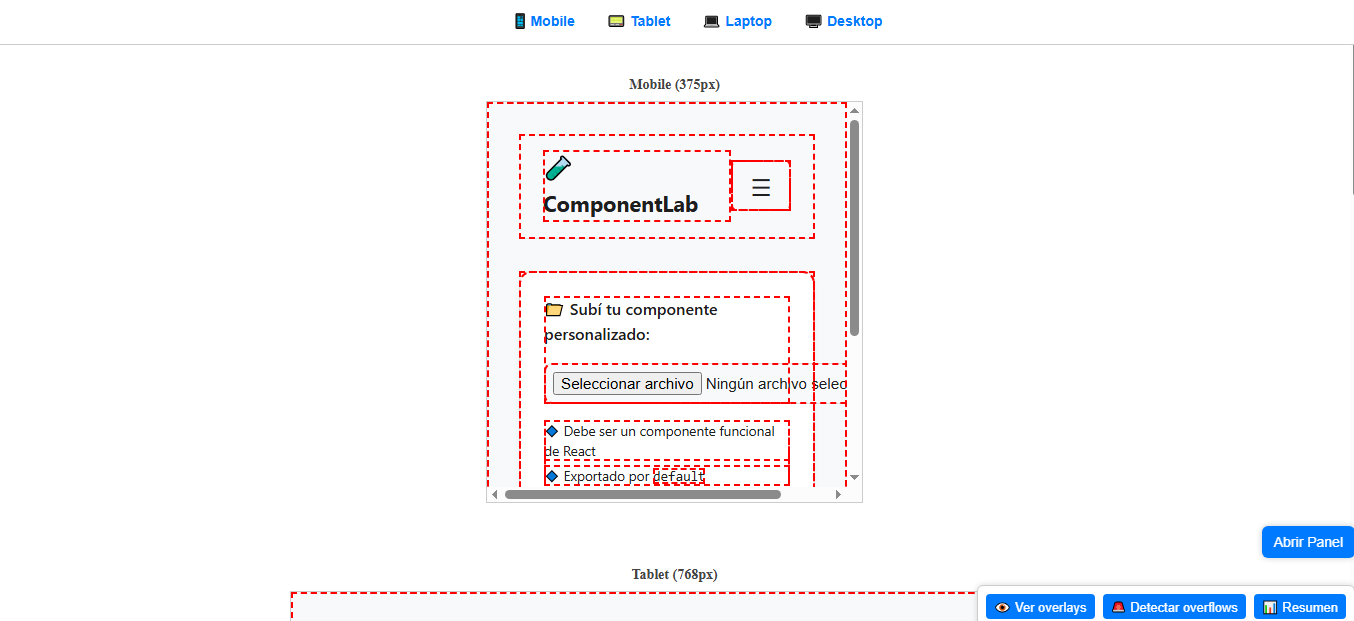 Mobile Tablet Laptop Desktop
Mobile (375px)
ComponentLab
Subí tu componente
personalizado:
Seleccionar archivo Ningún archivo selec
Debe ser un componente funcional
de React
Exportado por default
Abrir Panel
Tablet (768px)
Ver overlays Detectar overflows Resumen